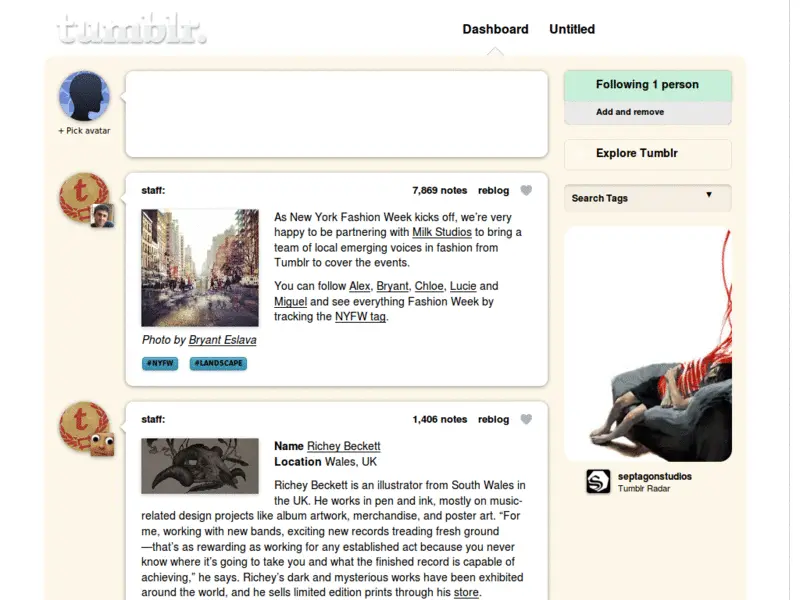 tumblr.
Dashboard Untitled
+ Pick avatar
Following 1 person
Add and remove
Explore Tumblr
Search Tags ▼
staff: 7,869 notes reblog
As New York Fashion Week kicks off, we're very
happy to be partnering with Milk Studios to bring a
team of local emerging voices in fashion from
Tumblr to cover the events.
You can follow Alex, Bryant, Chloe, Lucie and
Miguel and see everything Fashion Week by
tracking the NYFW tag.
Photo by Bryant Eslava
#NYFW #LANDSCAPE
septagonstudios
Tumblr Radar
staff: 1,406 notes reblog
Name Richey Beckett
Location Wales, UK
Richey Beckett is an illustrator from South Wales in
the UK. He works in pen and ink, mostly on music-
related design projects like album artwork, merchandise, and poster art. “For
me, working with new bands, exciting new records treading fresh ground
—that's as rewarding as working for any established act because you never
know where it's going to take you and what the finished record is capable of
achieving,” he says. Richey's dark and mysterious works have been exhibited
around the world, and he sells limited edition prints through his store.